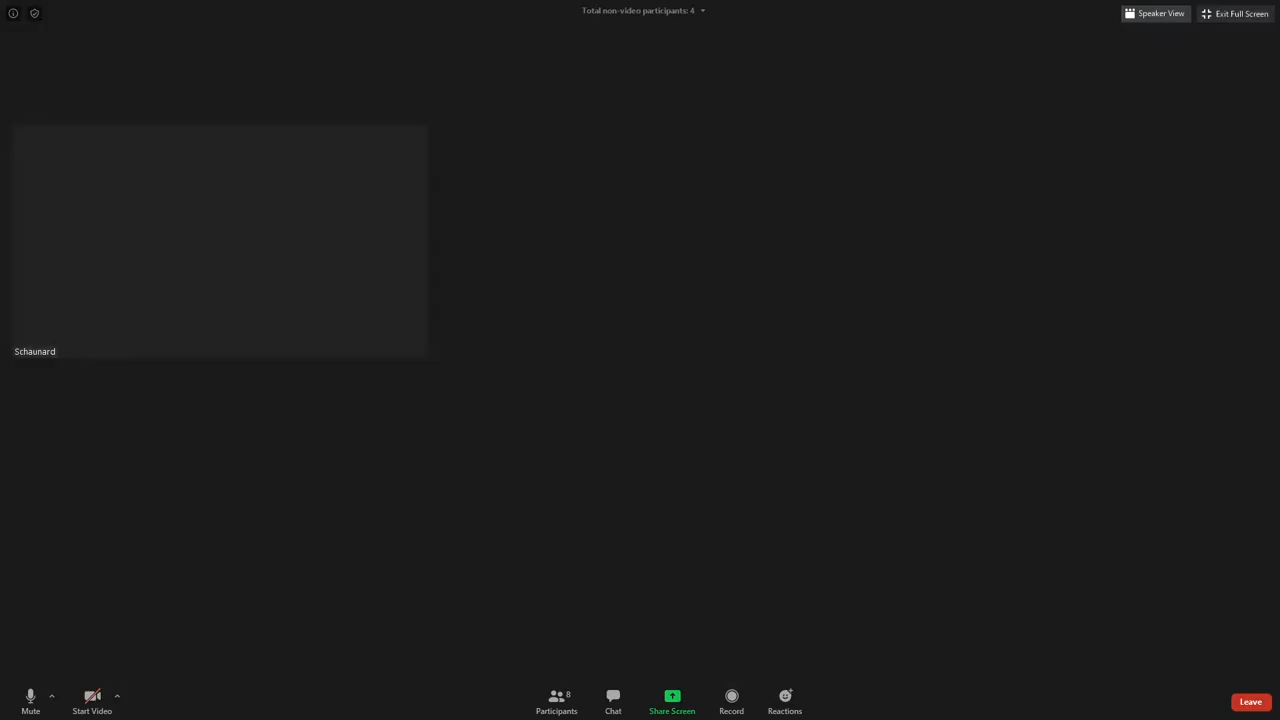 Total non-video participants: 4
Speaker View
Exit Full Screen
Schaunard
Mute
Start Video
8
Participants
Chat
Share Screen
Record
Reactions
Leave